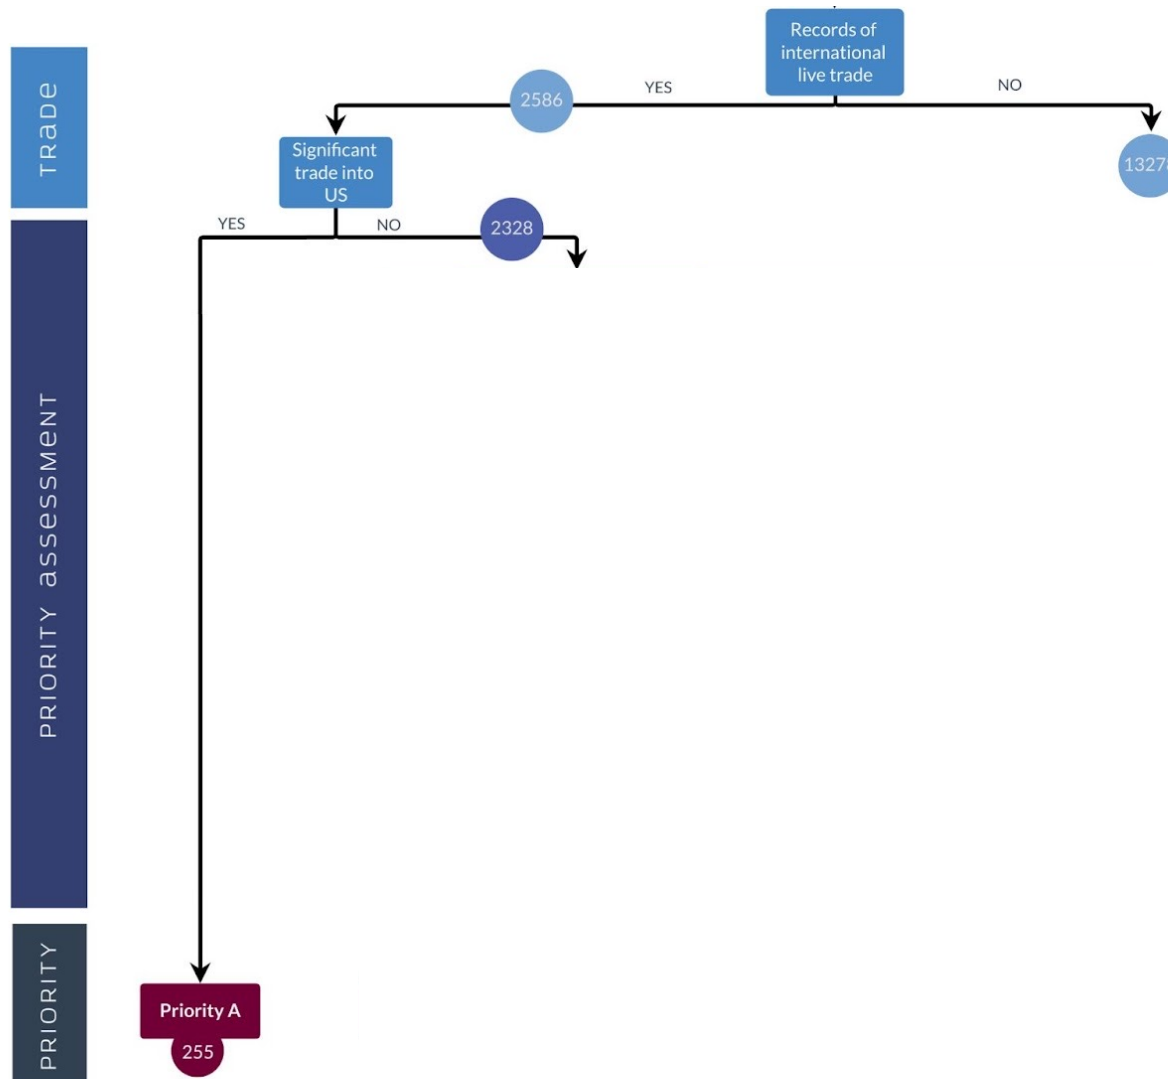 Records of
international
live trade
YES
NO
2586
13278
TRADE
Significant
trade into
US
YES
NO
2328
PRIORITY ASSESSMENT
PRIORITY
Priority A
255